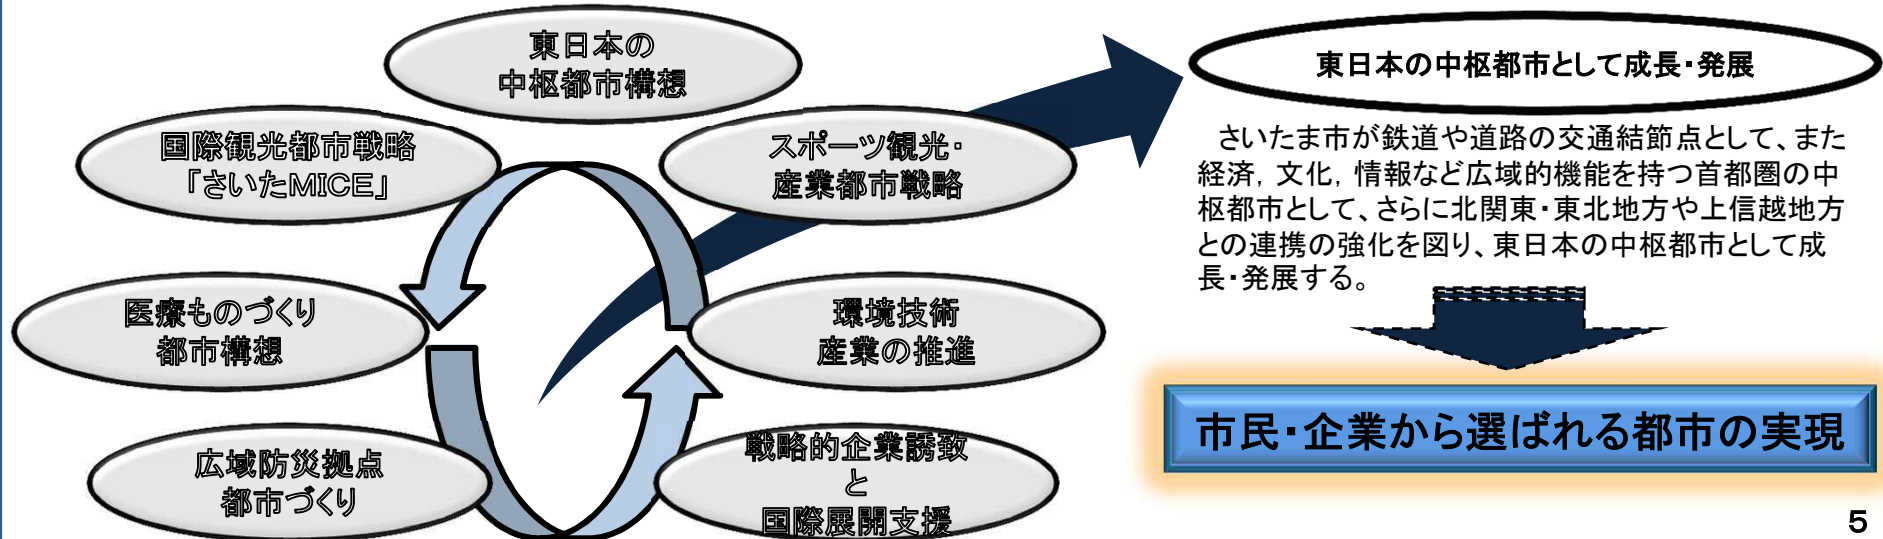 東日本の
中枢都市構想
国際観光都市戦略
「さいたMICE」
スポーツ観光・
産業都市戦略
医療ものづくり
都市構想
環境技術
産業の推進
広域防災拠点
都市づくり
戦略的企業誘致
と
国際展開支援
東日本の中枢都市として成長・発展
さいたま市が鉄道や道路の交通結節点として、また
経済, 文化, 情報など広域的機能を持つ首都圏の中
枢都市として、さらに北関東・東北地方や上信越地方
との連携の強化を図り、東日本の中枢都市として成
長・発展する。
市民・企業から選ばれる都市の実現
5